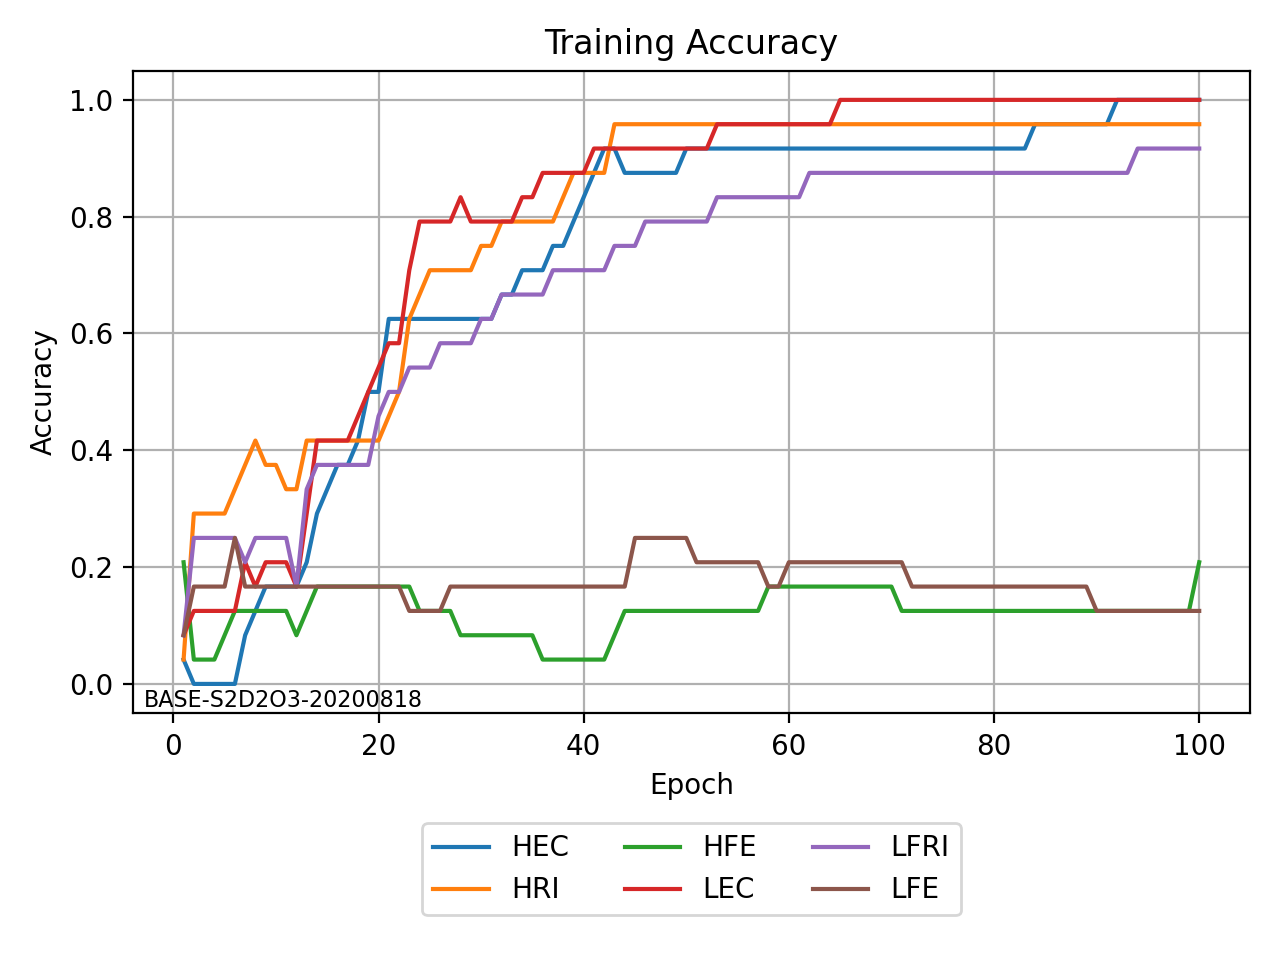 Training Accuracy
1.0
0.8
0.6
0.4
0.2
0.0
Accuracy
BASE-S2D2O3-20200818
0 20 40 60 80 100
Epoch
HEC HFE LFRI
HRI LEC LFE